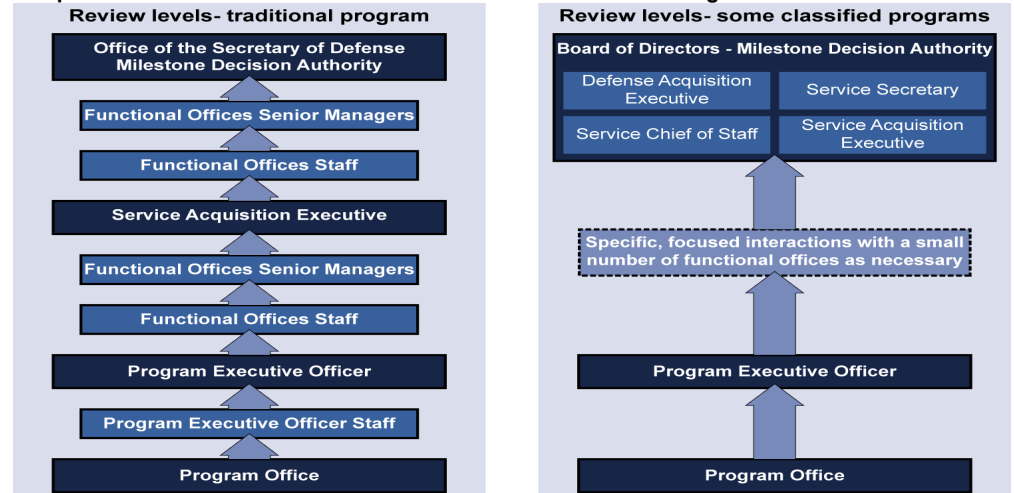 Review levels- traditional program
Office of the Secretary of Defense
Milestone Decision Authority
Functional Offices Senior Managers
Functional Offices Staff
Service Acquisition Executive
Functional Offices Senior Managers
Functional Offices Staff
Program Executive Officer
Program Executive Officer Staff
Program Office
Review levels- some classified programs
Board of Directors - Milestone Decision Authority
Defense Acquisition
Executive
Service Secretary
Service Chief of Staff
Service Acquisition
Executive
Specific, focused interactions with a small
number of functional offices as necessary
Program Executive Officer
Program Office